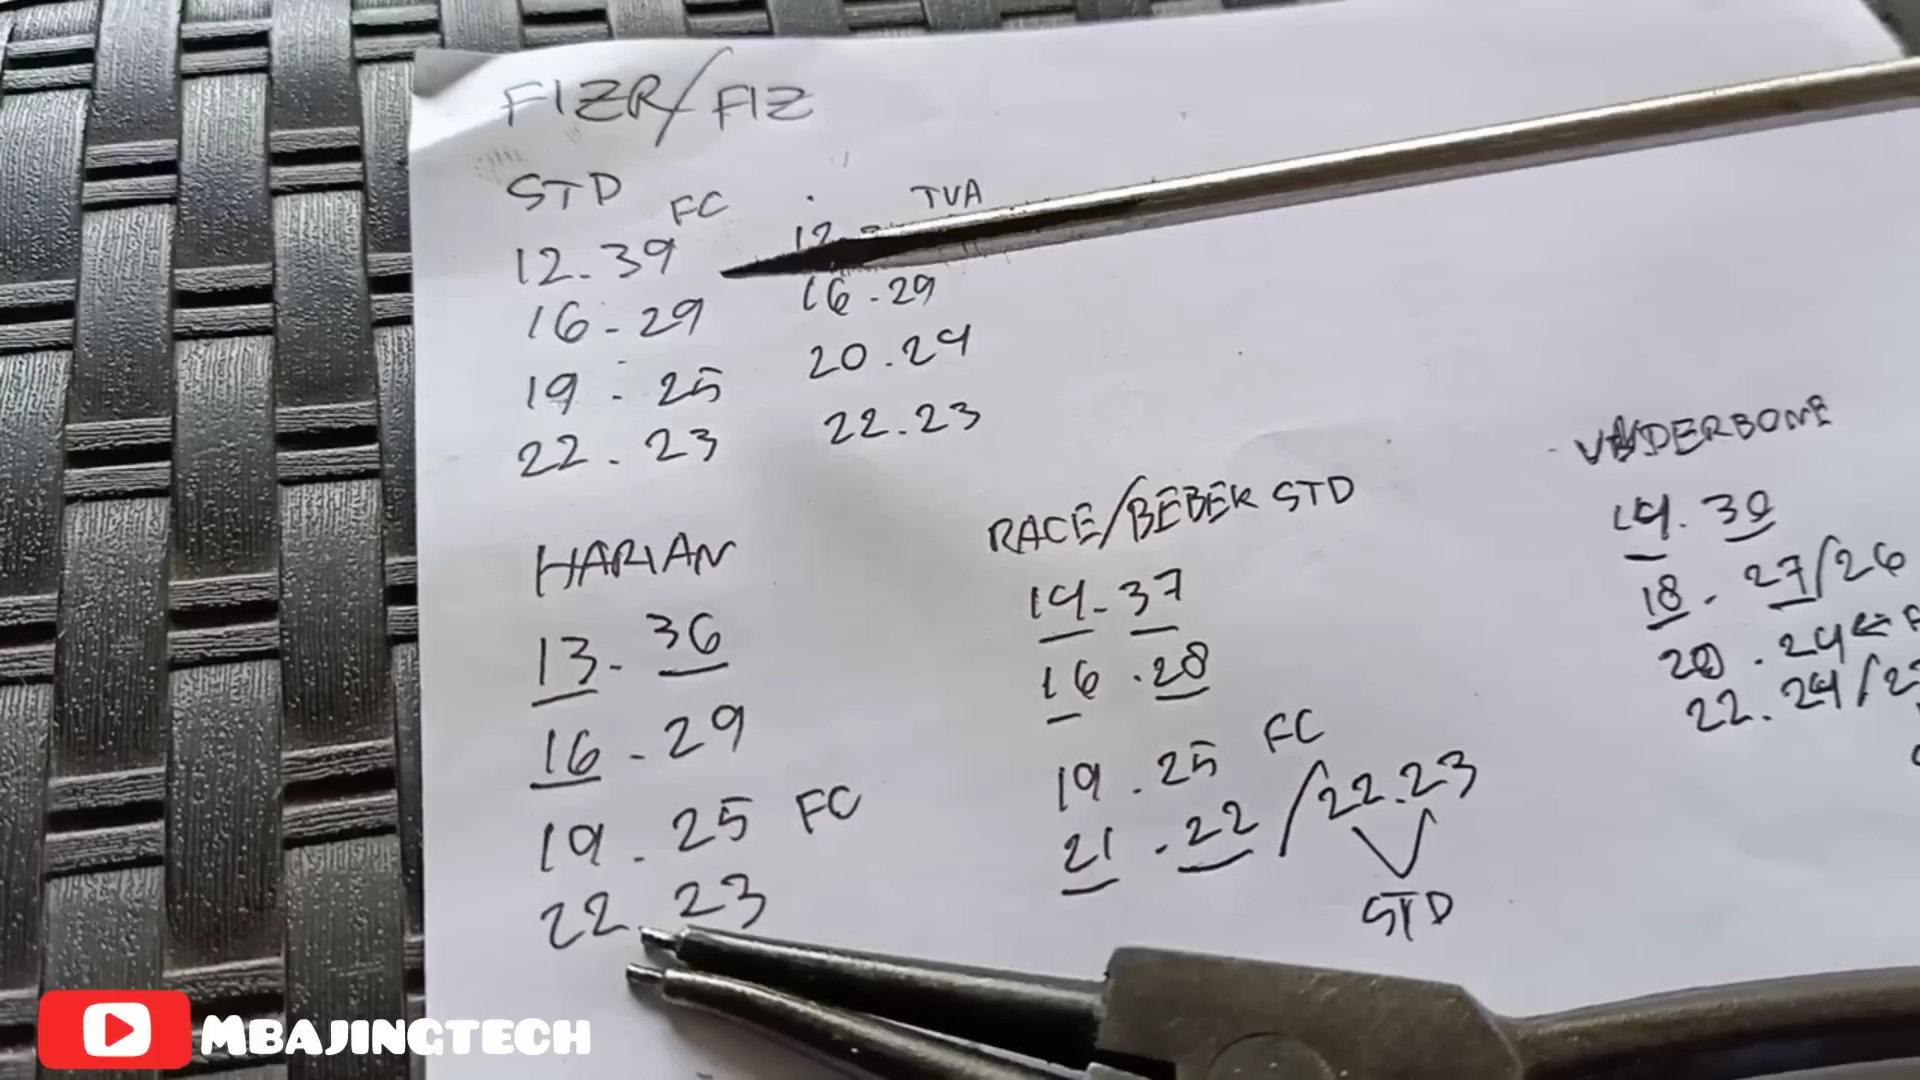 FIZR/FIZ
STD
FC
12.39
16-29
19.25
22.23
TVA
12.
16.29
20.24
22.23
HARIAN
13-36
16-29
19.25 FC
22.23
RACE/BEBEK STD
14-37
16.28
19.25 FC
21.22/22.23
STD
14.
18.27/26
20.24
22.24/
MBAJINGTECH